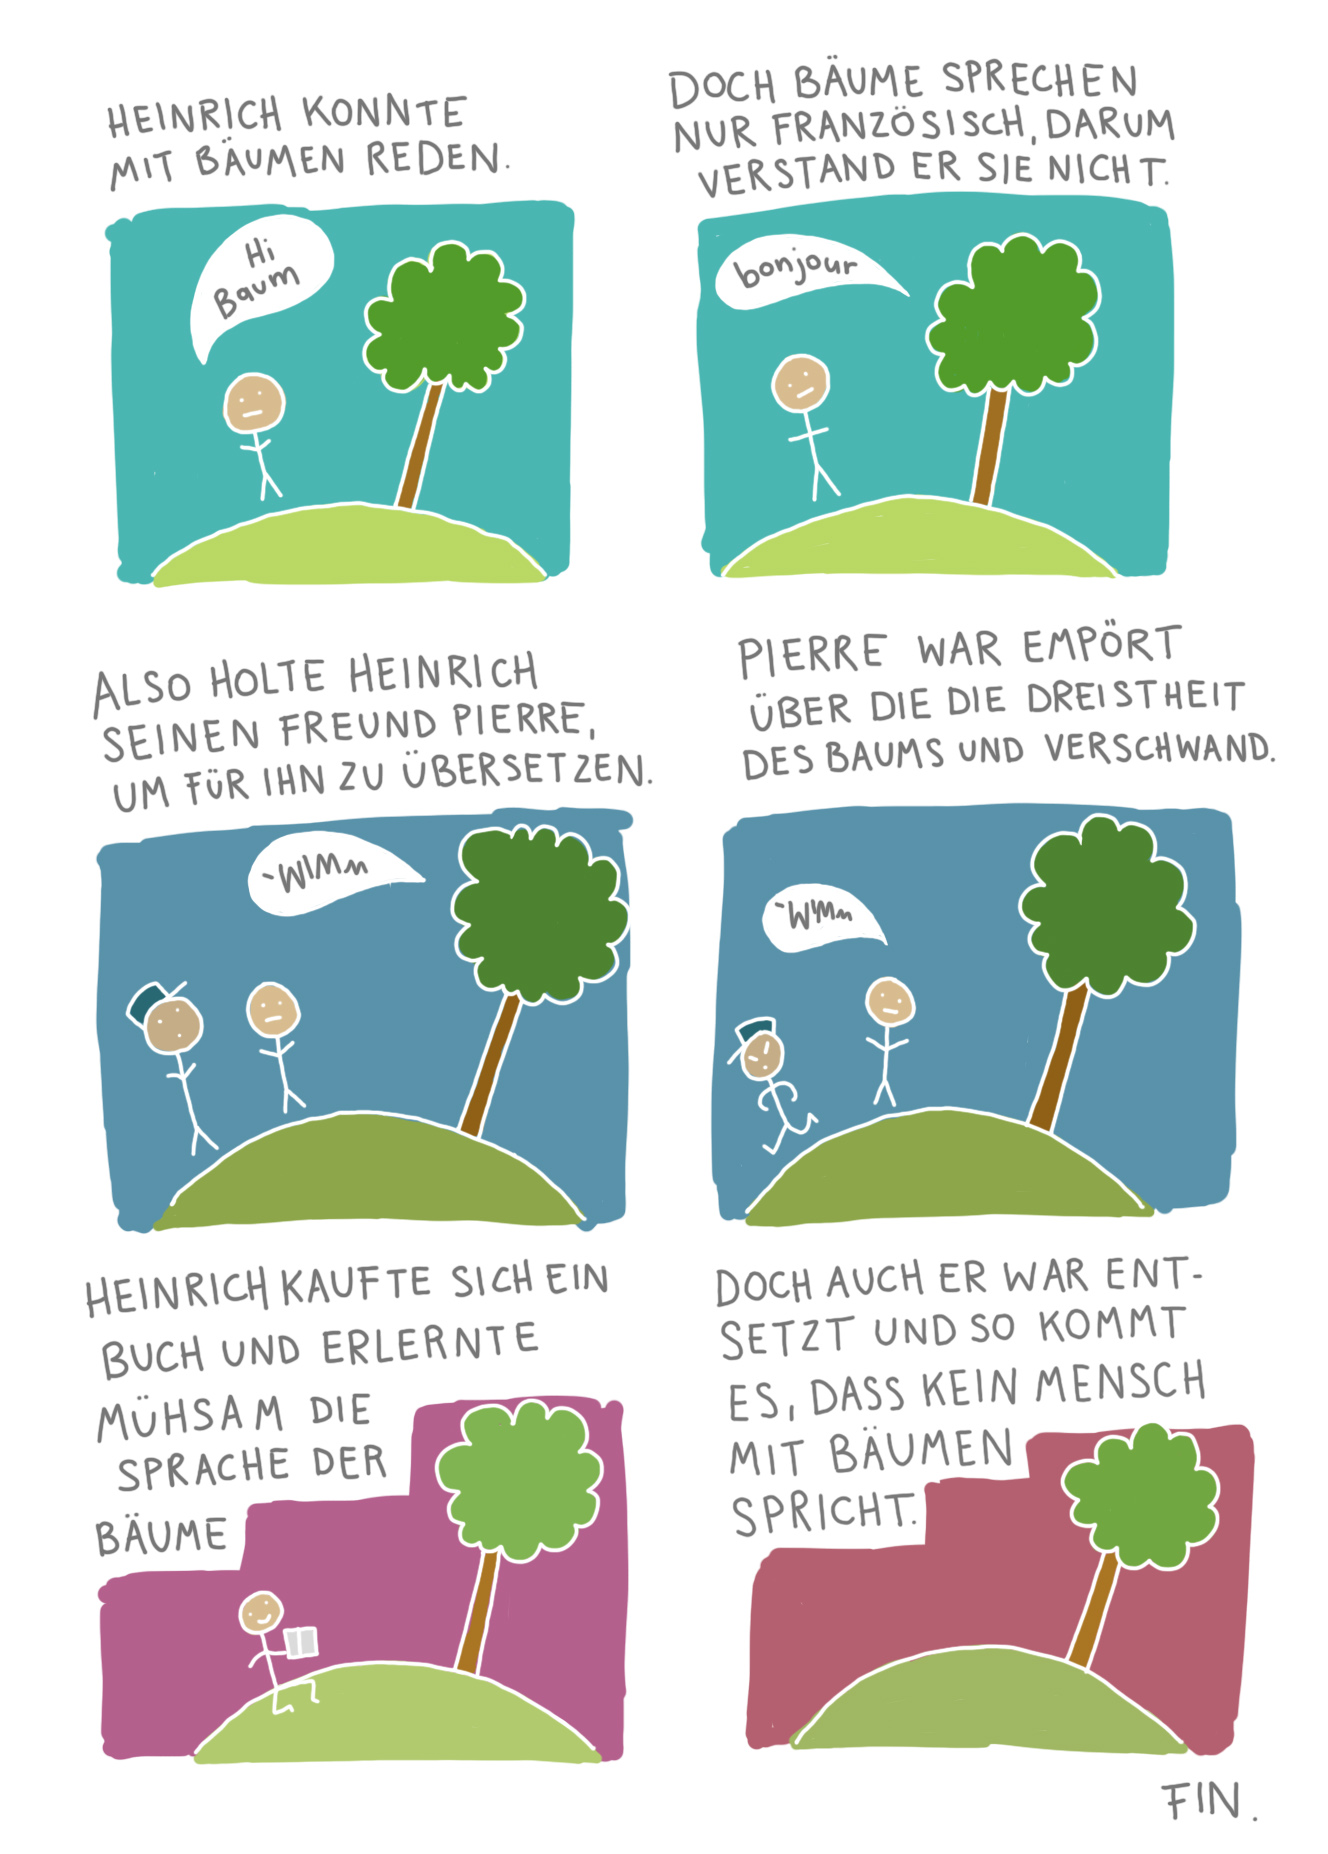 HEINRICH KONNTE
MIT BÄUMEN REDEN.
Hi
Baum
DOCH BÄUME SPRECHEN
NUR FRANZÖSISCH, DARUM
VERSTAND ER SIE NICHT.
bonjour
ALSO HOLTE HEINRICH
SEINEN FREUND PIERRE,
UM FÜR IHN ZU ÜBERSETZEN.
PIERRE WAR EMPÖRT
ÜBER DIE DIE DREISTHEIT
DES BAUMS UND VERSCHWAND.
HEINRICH KAUFTE SICH EIN
BUCH UND ERLERNTE
MÜHSAM DIE
SPRACHE DER
BÄUME
DOCH AUCH ER WAR ENT-
SETZT UND SO KOMMT
ES, DASS KEIN MENSCH
MIT BÄUMEN
SPRICHT.
FIN.